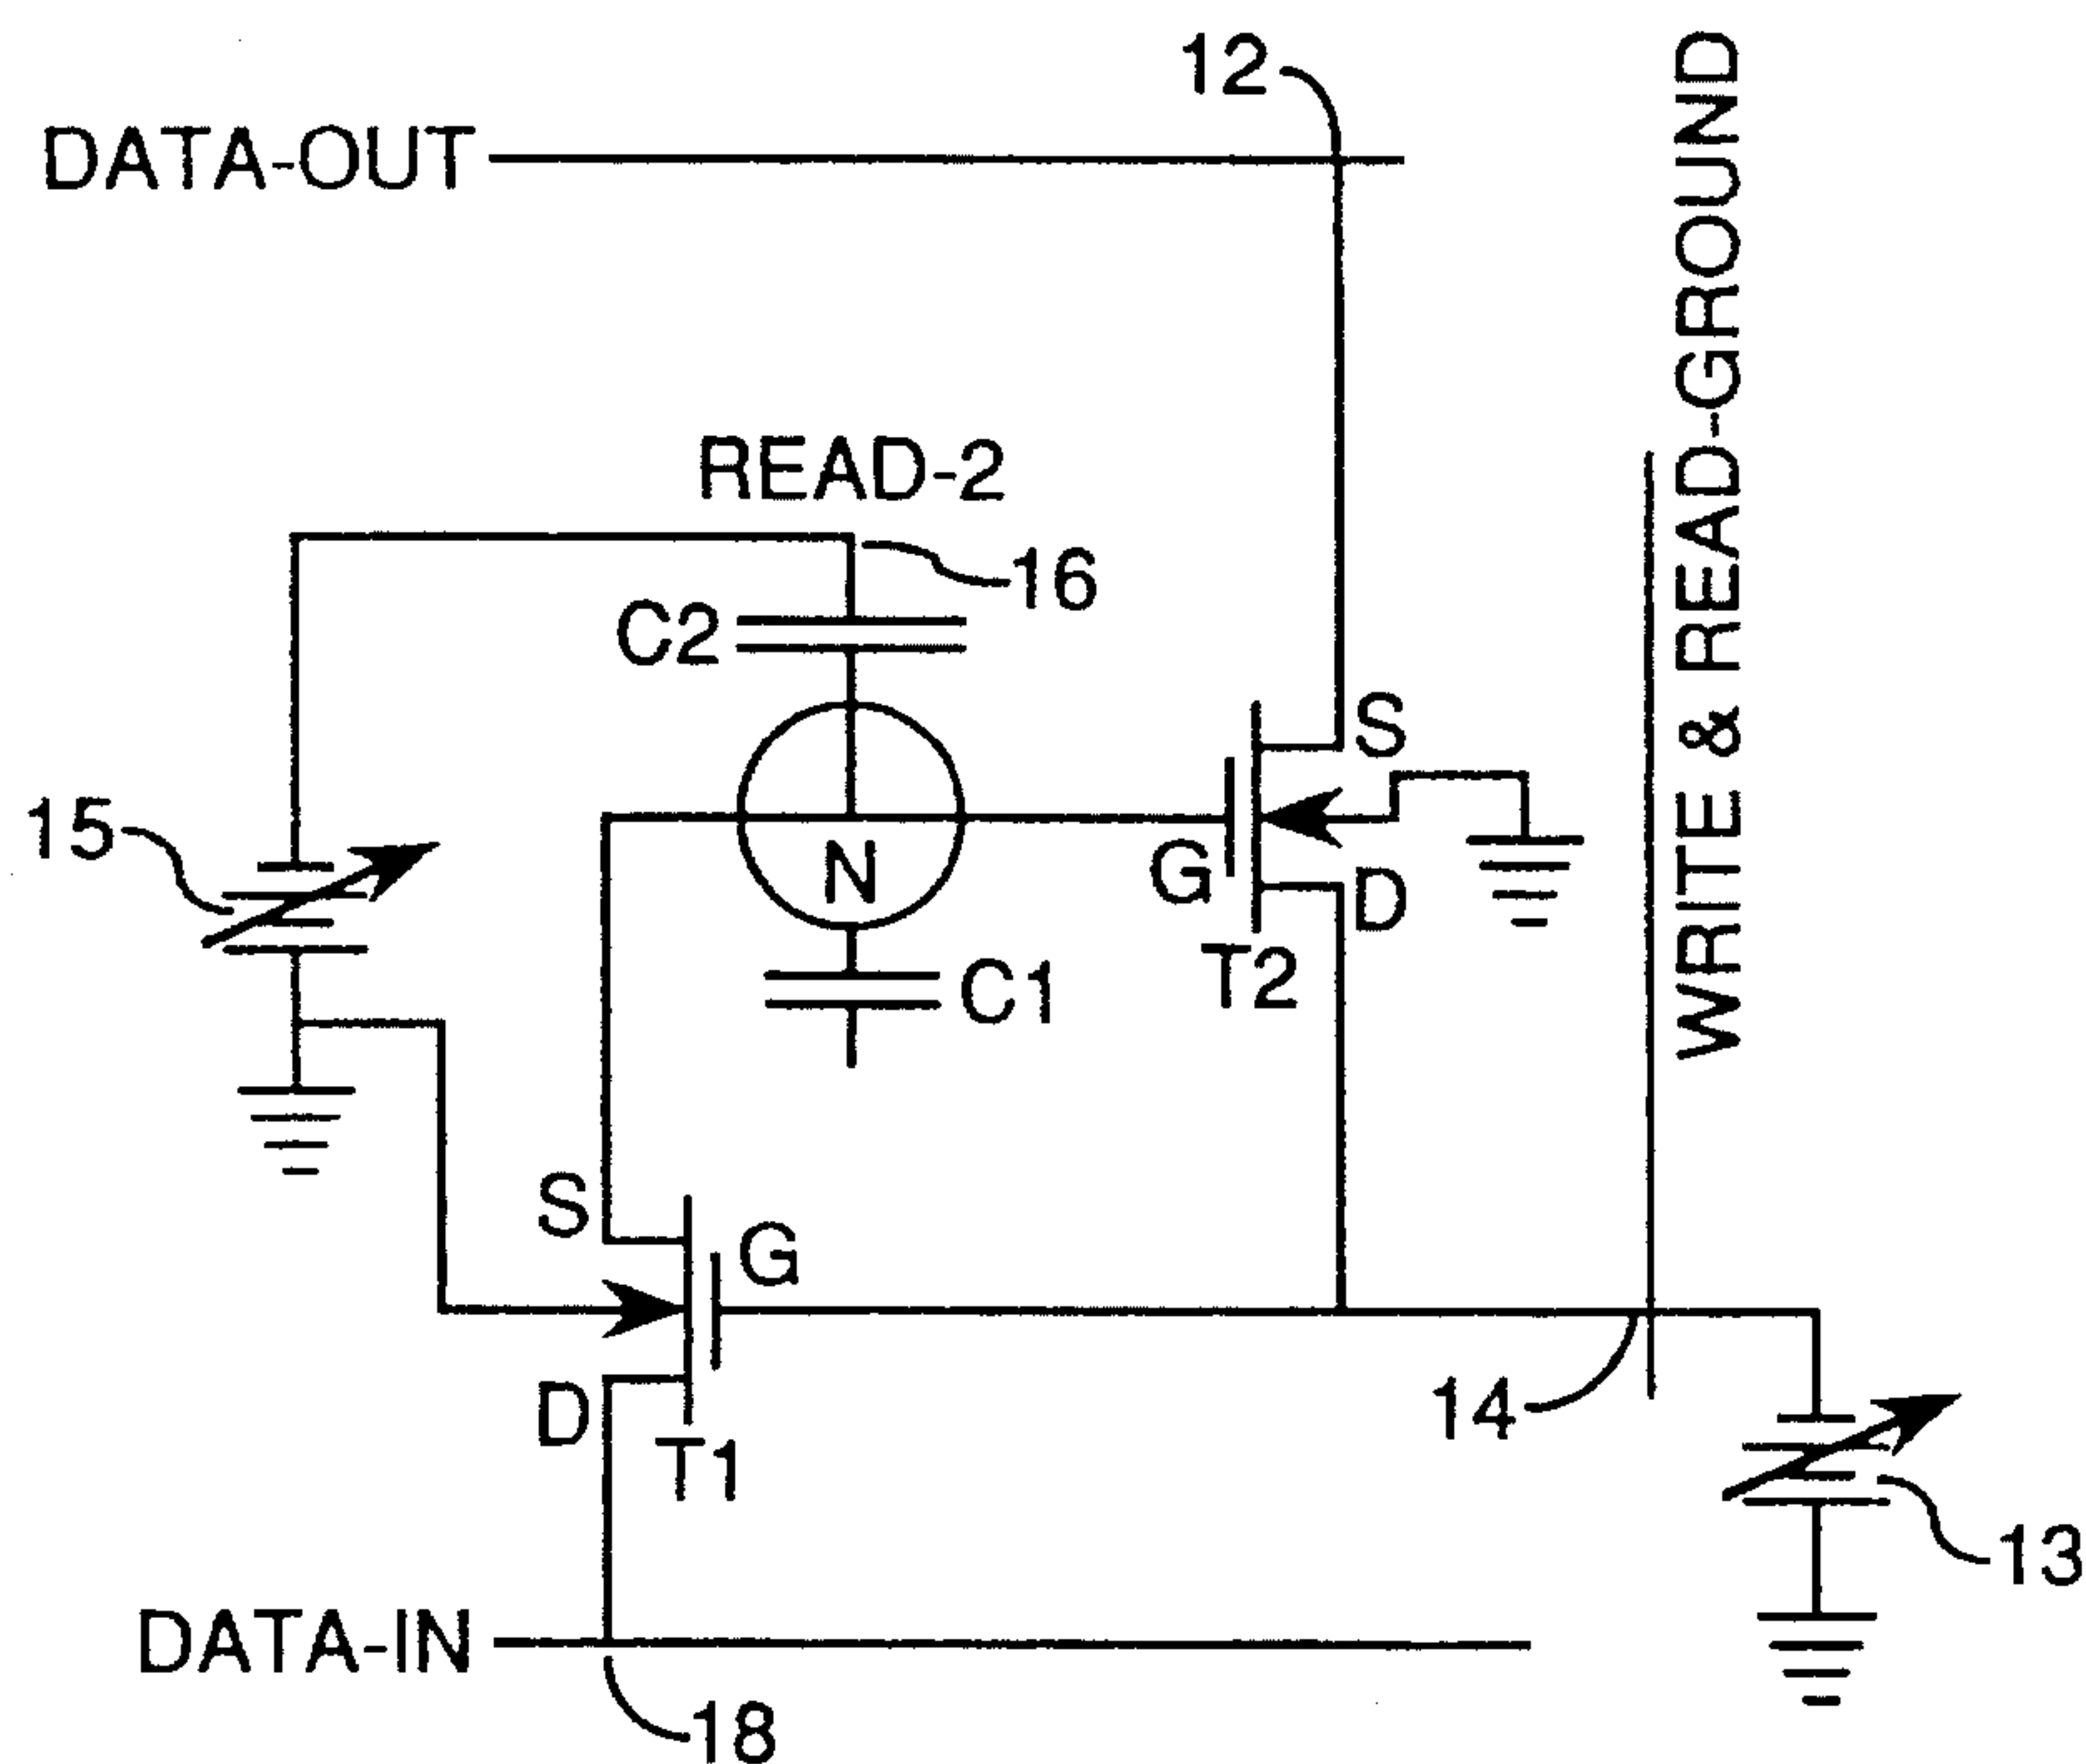 12
DATA-OUT
WRITE & READ-GROUND
READ-2
16
C2
S
15
N
G
D
T2
C1
S
G
D
T1
14
13
DATA-IN
18